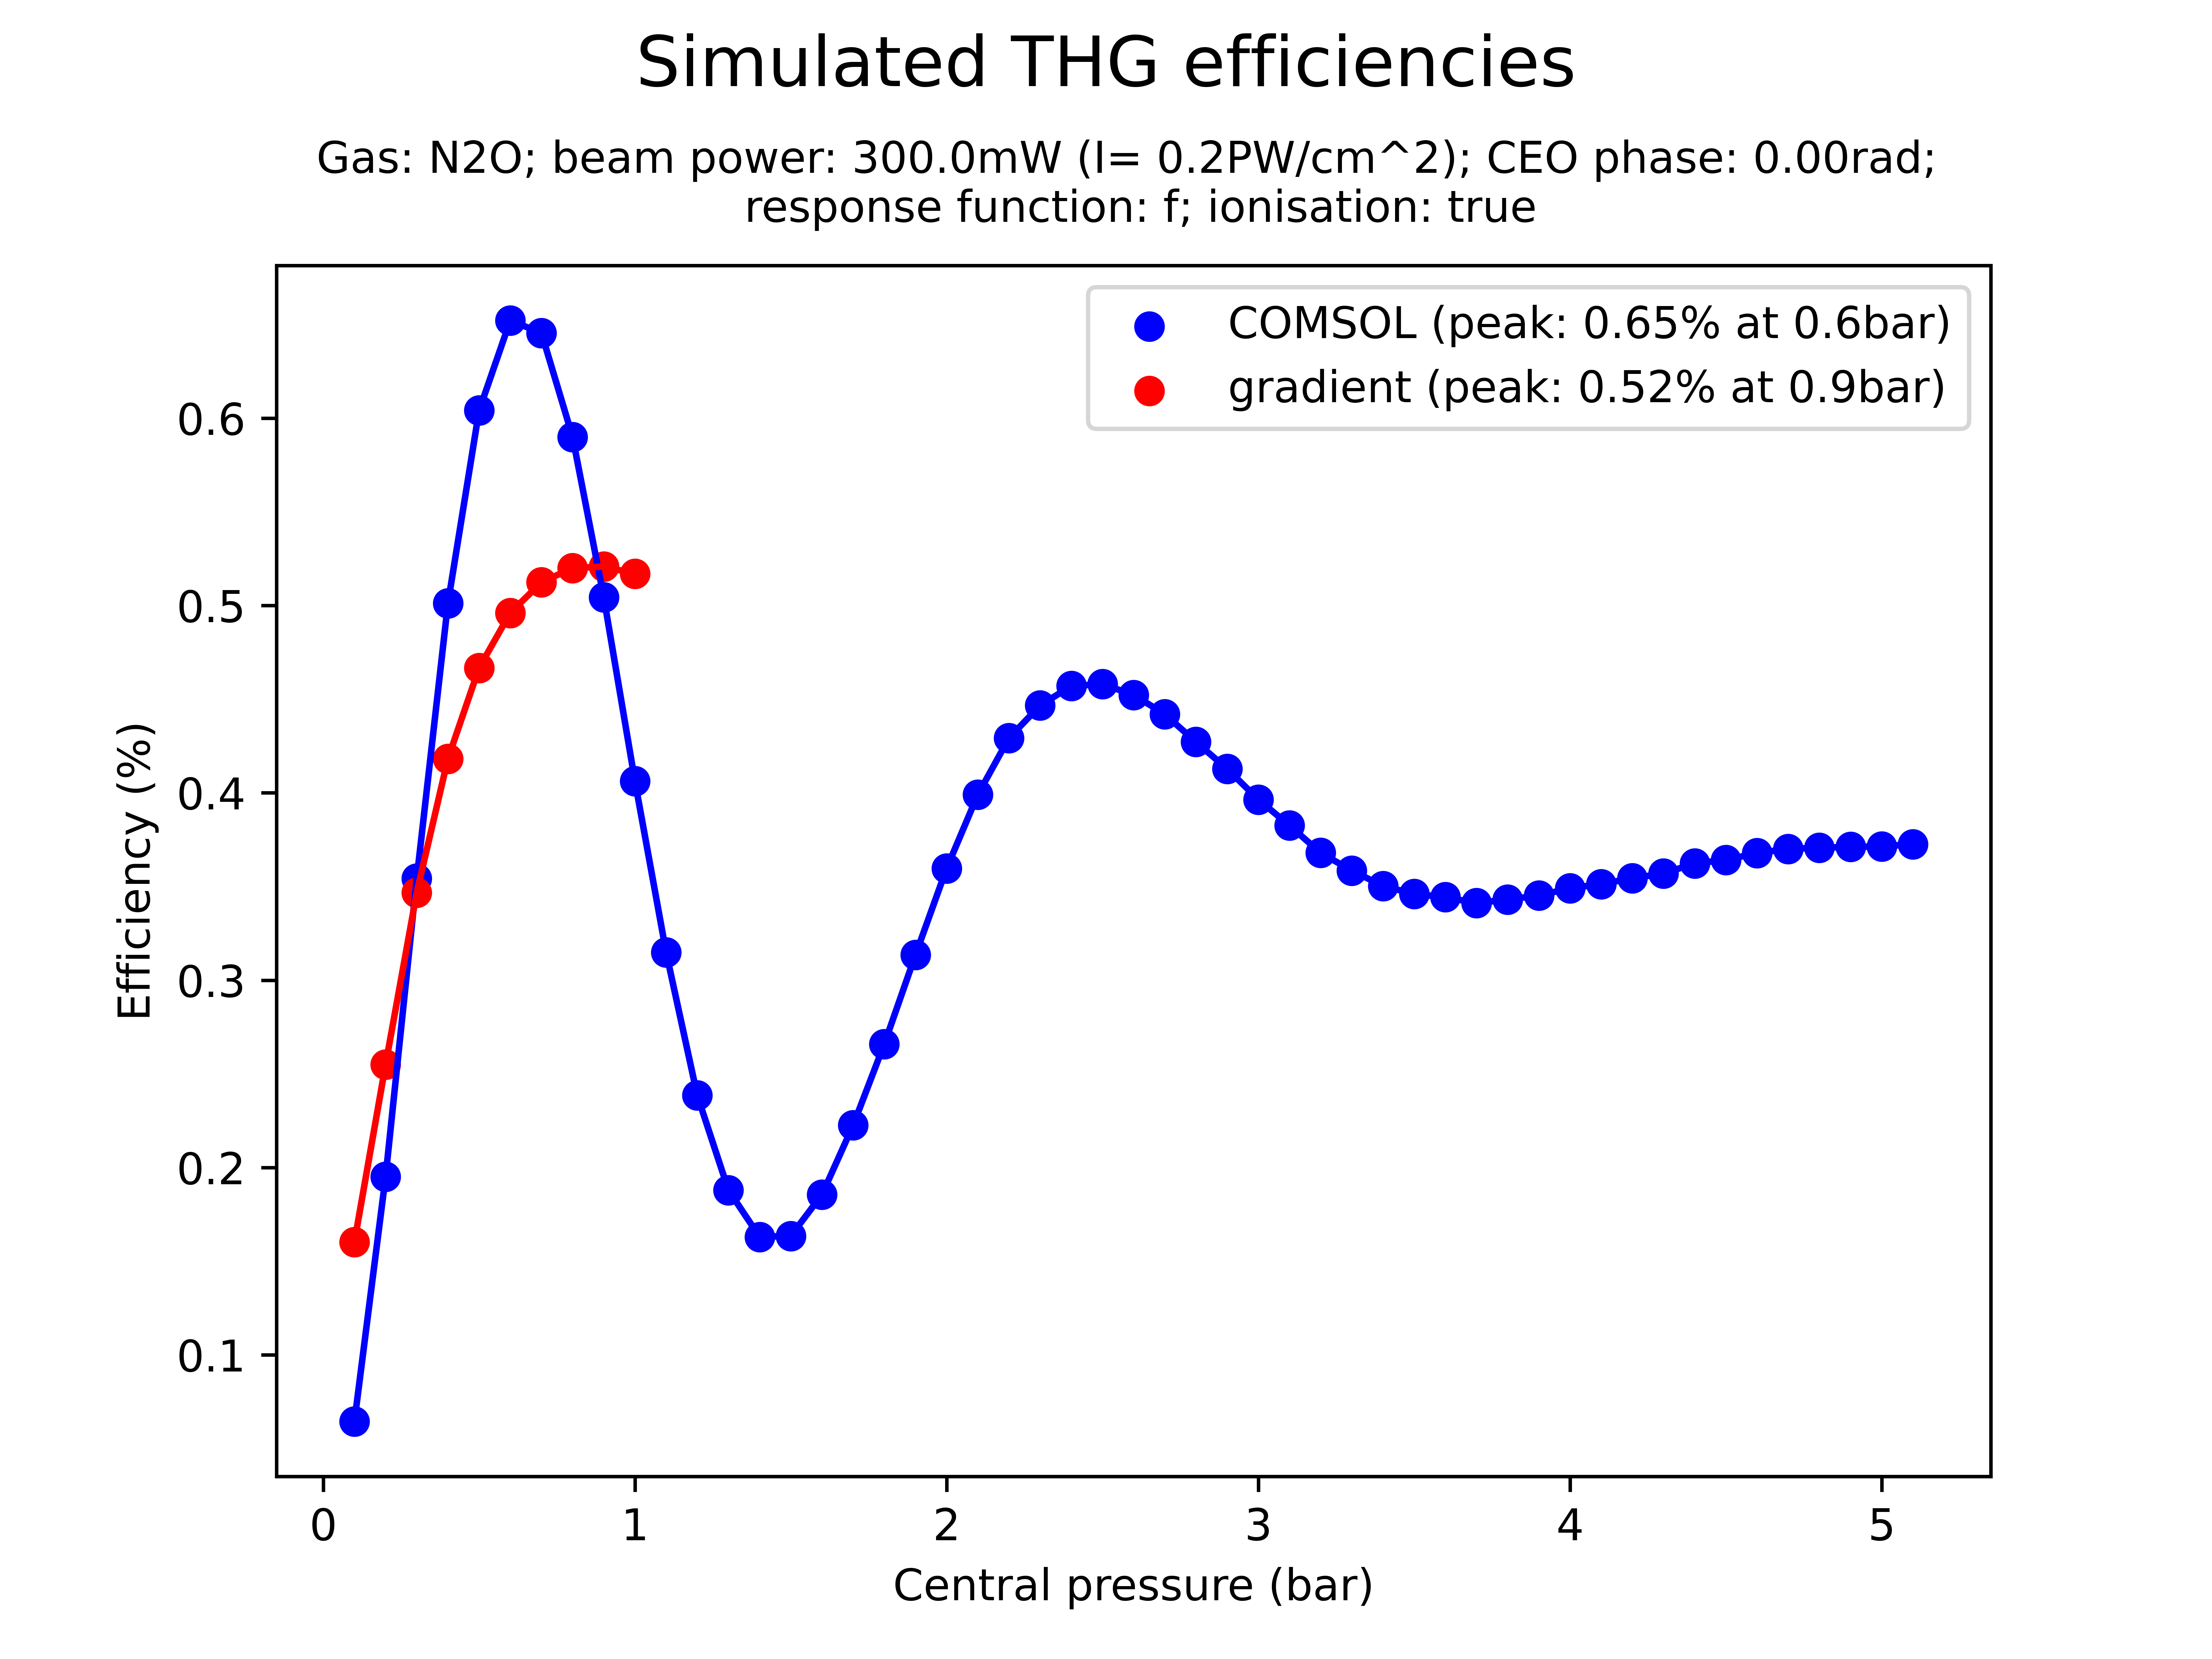 Simulated THG efficiencies
Gas: N2O; beam power: 300.0mW (I= 0.2PW/cm^2); CEO phase: 0.00rad;
response function: f; ionisation: true
COMSOL (peak: 0.65% at 0.6bar)
gradient (peak: 0.52% at 0.9bar)
Efficiency (%)
0.6
0.5
0.4
0.3
0.2
0.1
0 1 2 3 4 5
Central pressure (bar)